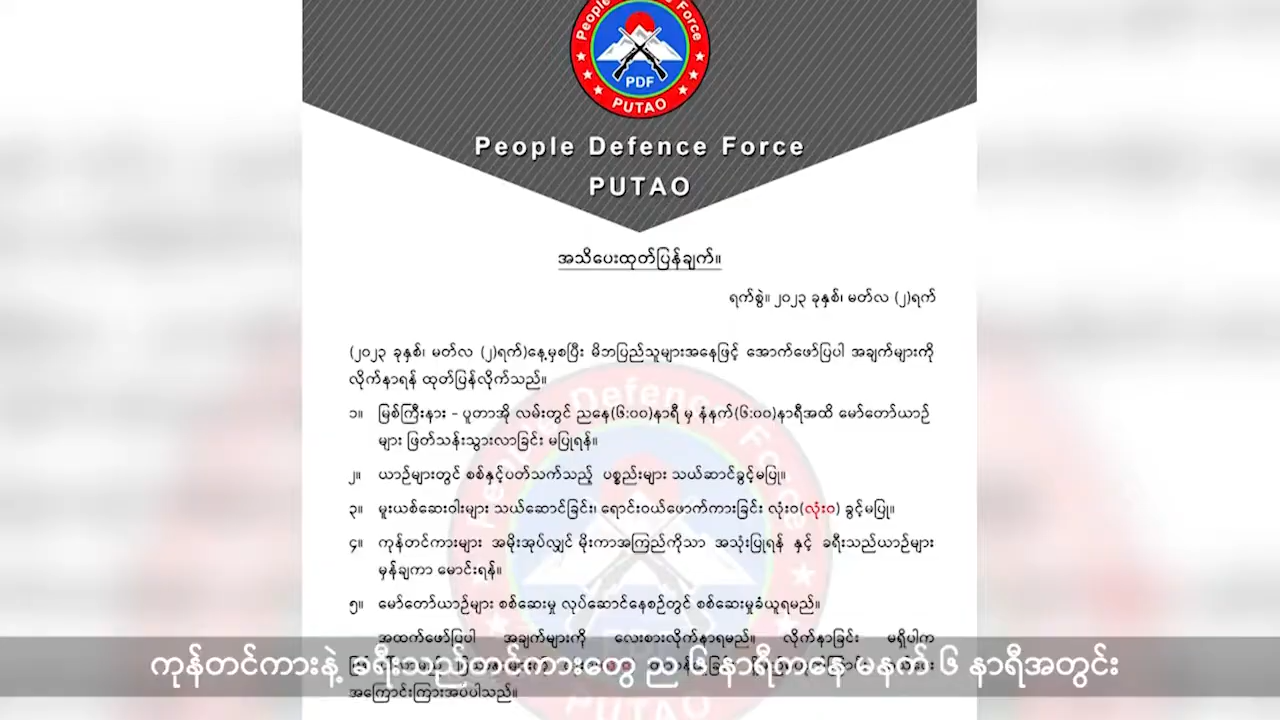 People Defence Force
PDF
PUTAO
People Defence Force
PUTAO
အသိပေးထုတ်ပြန်ချက်။
ရက်စွဲ။ ၂၀၂၃ ခုနှစ်၊ မတ်လ (၂)ရက်
(၂၀၂၃ ခုနှစ်၊ မတ်လ (၂)ရက်)နေ့မှစပြီး မိဘပြည်သူများအနေဖြင့် အောက်ဖော်ပြပါ အချက်များကို
လိုက်နာရန် ထုတ်ပြန်လိုက်သည်။
၁။ မြစ်ကြီးနား – ပူတာအို လမ်းတွင် ညနေ(၆:၀၀)နာရီ မှ နံနက်(၆:၀၀)နာရီအထိ မော်တော်ယာဉ်
များ ဖြတ်သန်းသွားလာခြင်း မပြုရန်။
၂။ ယာဉ်များတွင် စစ်နှင့်ပတ်သက်သည့် ပစ္စည်းများ သယ်ဆောင်ခွင့်မပြု။
၃။ မူးယစ်ဆေးဝါးများ သယ်ဆောင်ခြင်း၊ ရောင်းဝယ်ဖောက်ကားခြင်း လုံးဝ(လုံးဝ) ခွင့်မပြု။
၄။ ကုန်တင်ကားများ အမိုးအုပ်လျှင် မိုးကာအကြည်ကိုသာ အသုံးပြုရန် နှင့် ခရီးသည်ယာဉ်များ
မှန်ချကာ မောင်းရန်။
၅။ မော်တော်ယာဉ်များ စစ်ဆေးမှု လုပ်ဆောင်နေစဉ်တွင် စစ်ဆေးမှုခံယူရမည်။
အထက်ဖော်ပြပါ အချက်များကို လေးစားလိုက်နာရမည်။ လိုက်နာခြင်း မရှိပါက
ကုန်တင်ကားနဲ့ ခရီးသည်တင်ကားတွေ ည ၆ နာရီကနေ မနက် ၆ နာရီအတွင်း
အကြောင်းကြားအပ်ပါသည်။